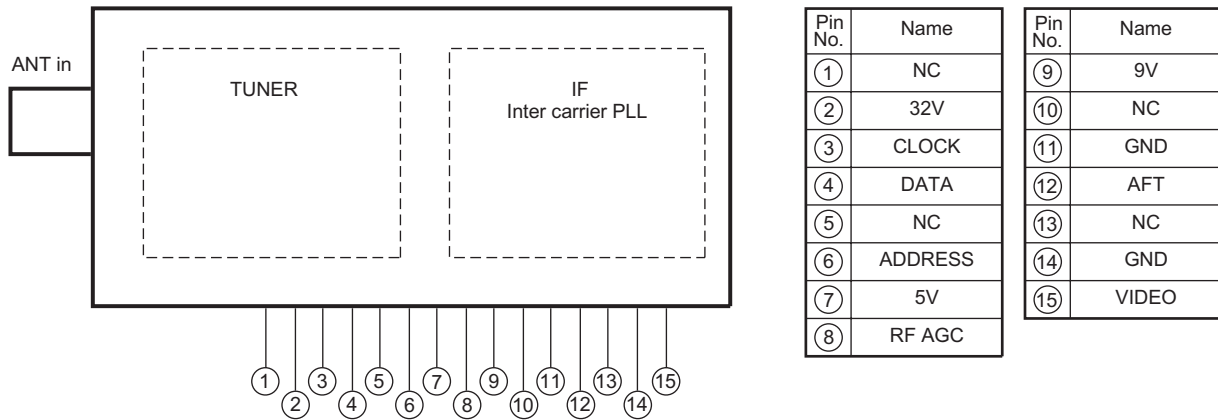 ANT in
TUNER
IF
Inter carrier PLL
1 2 3 4 5 6 7 8 9 10 11 12 13 14 15
Pin No. Name
1 NC
2 32V
3 CLOCK
4 DATA
5 NC
6 ADDRESS
7 5V
8 RF AGC
Pin No. Name
9 9V
10 NC
11 GND
12 AFT
13 NC
14 GND
15 VIDEO